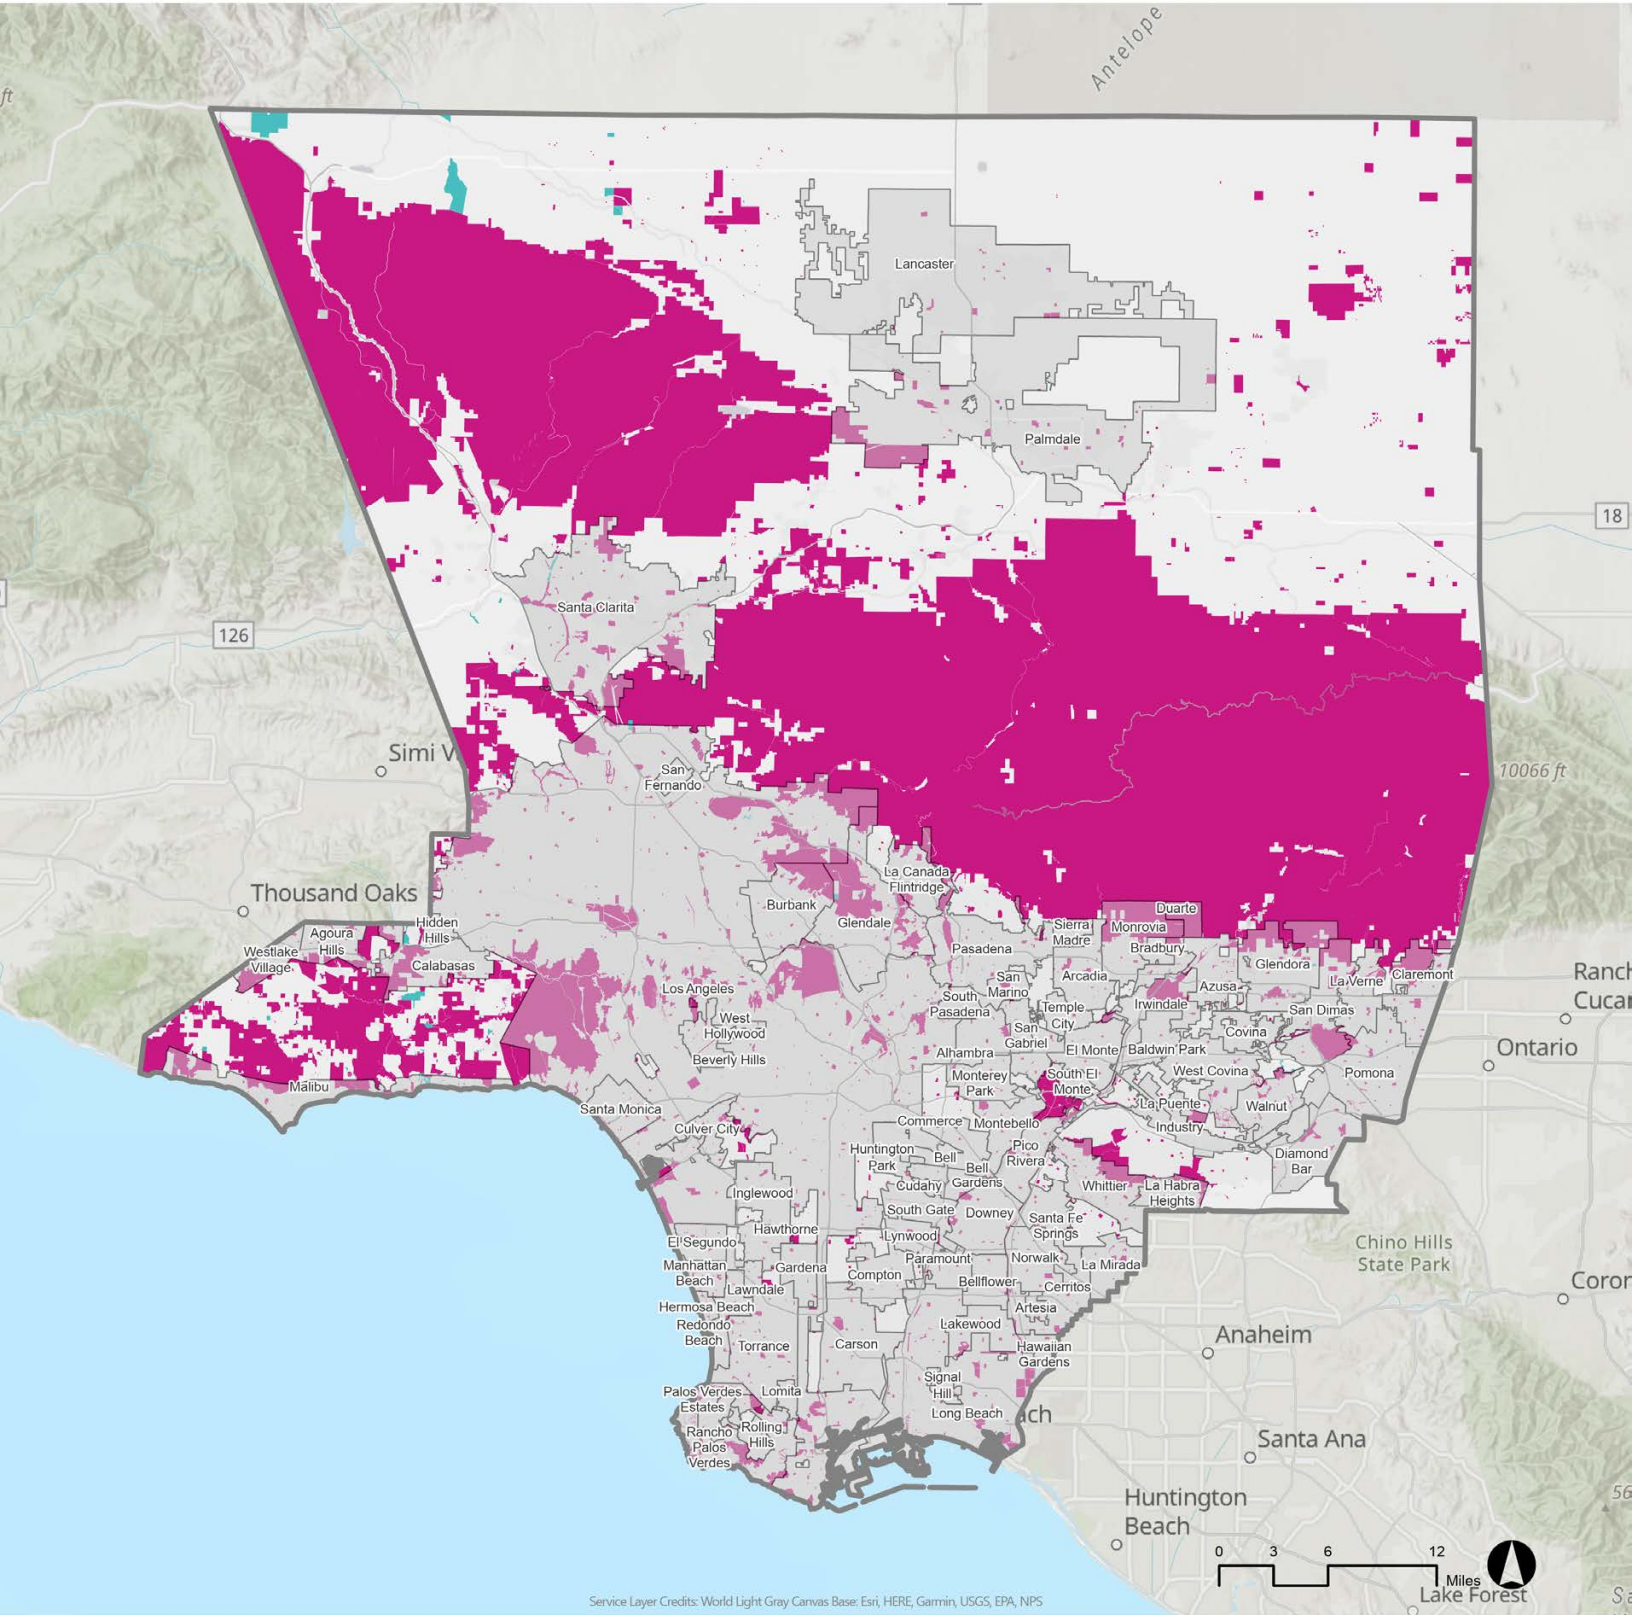 Antelope
ft
18
Lancaster
Palmdale
Santa Clarita
126
Simi V
10066 ft
San
Fernando
La Canada
Flintridge
Thousand Oaks
Burbank
Glendale
Duarte
Hidden
Hills
Agoura
Hills
Sierra
Madre
Monrovia
Bradbury
Pasadena
Westlake
Village
Calabasas
Glendora
La Verne
Claremont
Ranch
Cucar
San
Marino
Arcadia
Azusa
Los Angeles
South
Pasadena
Temple
City
Irwindale
San Dimas
West
Hollywood
San
Gabriel
Covina
Beverly Hills
Alhambra
El Monte
Baldwin Park
Ontario
Monterey
Park
South El
Monte
West Covina
Pomona
Malibu
Santa Monica
La Puente
Walnut
Culver City
Commerce
Montebello
Industry
Huntington
Park
Bell
Pico
Rivera
Diamond
Bar
Bell
Gardens
Cudahy
Inglewood
Whittier
La Habra
Heights
South Gate
Downey
Santa Fe
Springs
Hawthorne
Lynwood
El Segundo
Chino Hills
State Park
Manhattan
Beach
Gardena
Compton
Paramount
Norwalk
La Mirada
Coror
Lawndale
Bellflower
Cerritos
Hermosa Beach
Artesia
Redondo
Beach
Lakewood
Anaheim
Torrance
Carson
Hawaiian
Gardens
Signal
Hill
Palos Verdes
Estates
Lomita
Long Beach
ach
Rancho
Palos
Verdes
Rolling
Hills
Santa Ana
Huntington
Beach
56
0 3 6 12
Miles
Lake Forest
Service Layer Credits: World Light Gray Canvas Base: Esri, HERE, Garmin, USGS, EPA, NPS